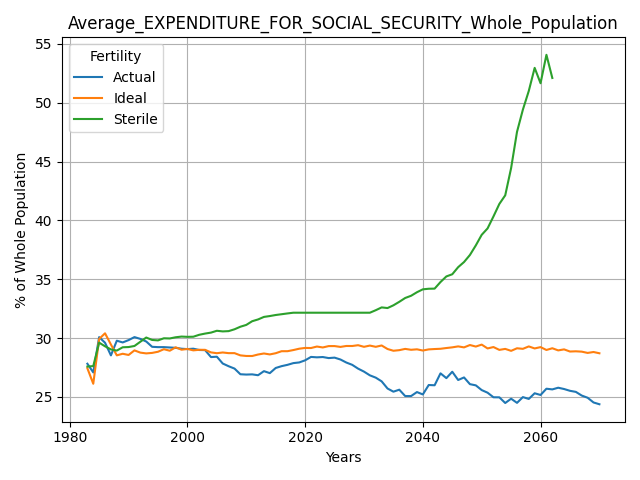 Average_EXPENDITURE_FOR_SOCIAL_SECURITY_Whole_Population
55
50
45
40
35
30
25
% of Whole Population
Fertility
Actual
Ideal
Sterile
1980
2000
2020
2040
2060
Years